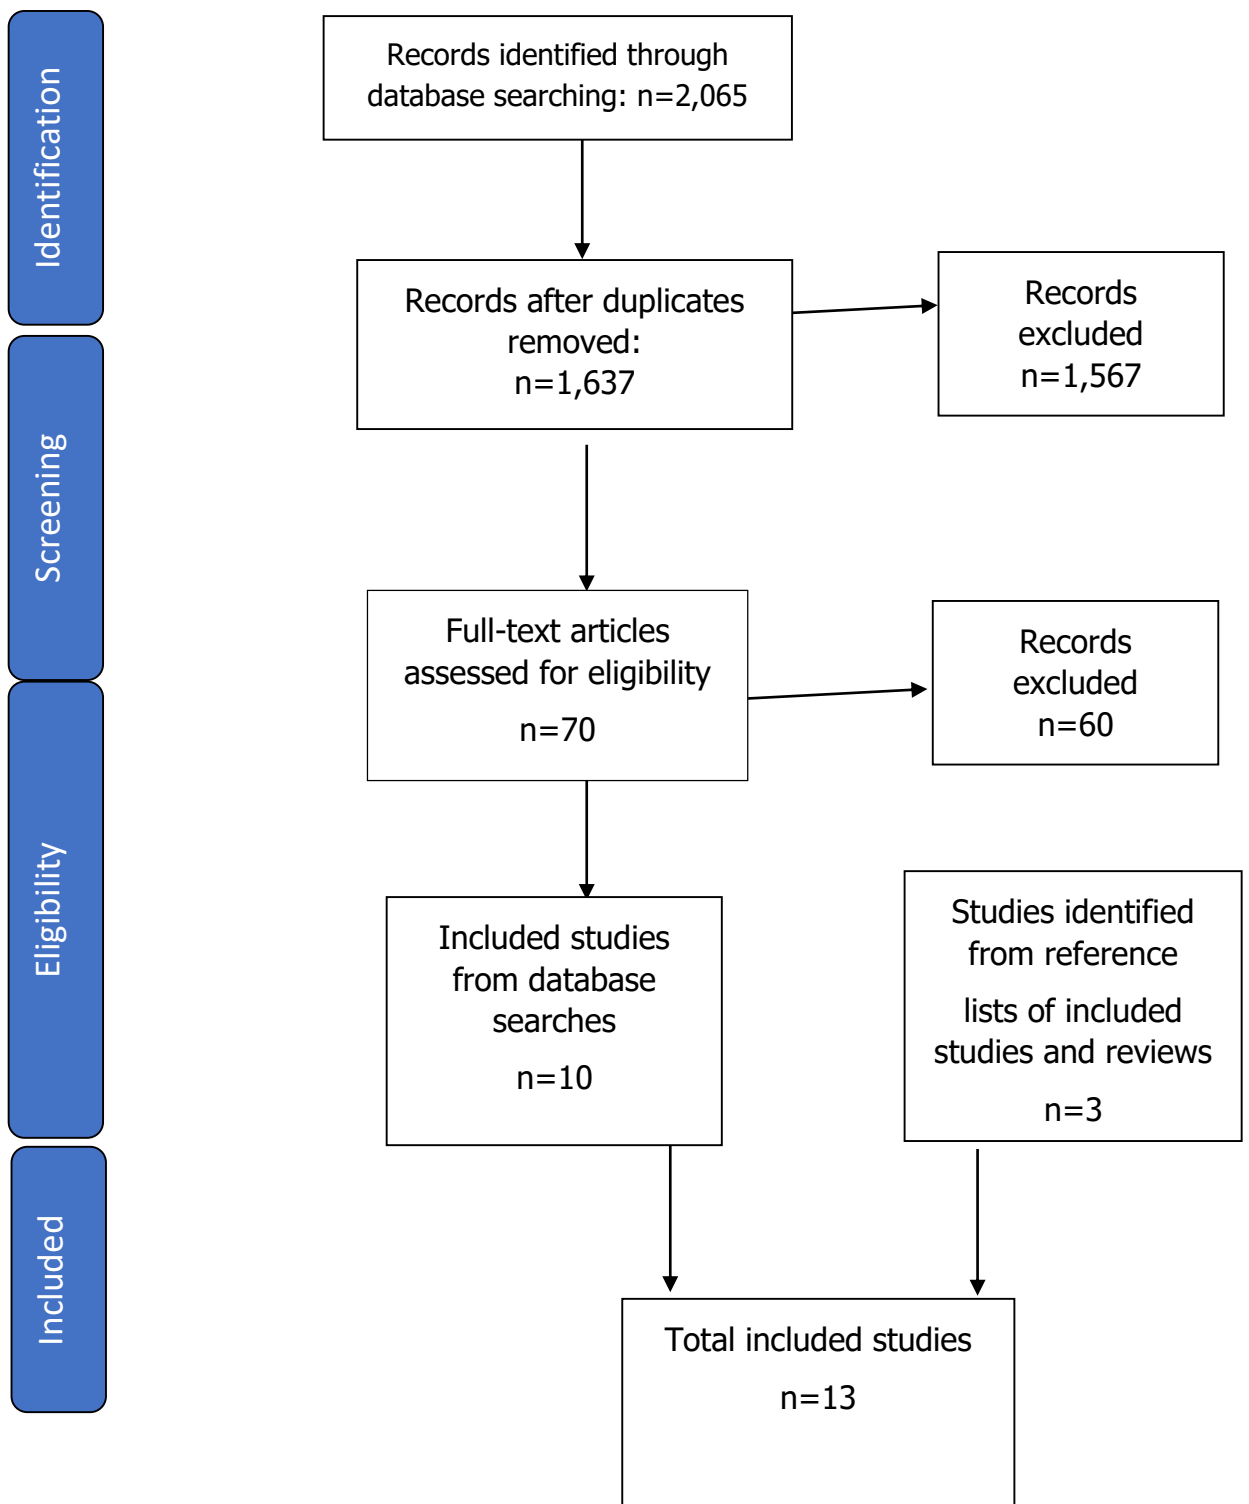 Identification
Records identified through
database searching: n=2,065
Records after duplicates
removed:
n=1,637
Records
excluded
n=1,567
Screening
Full-text articles
assessed for eligibility
n=70
Records
excluded
n=60
Eligibility
Included studies
from database
searches
n=10
Studies identified
from reference
lists of included
studies and reviews
n=3
Included
Total included studies
n=13